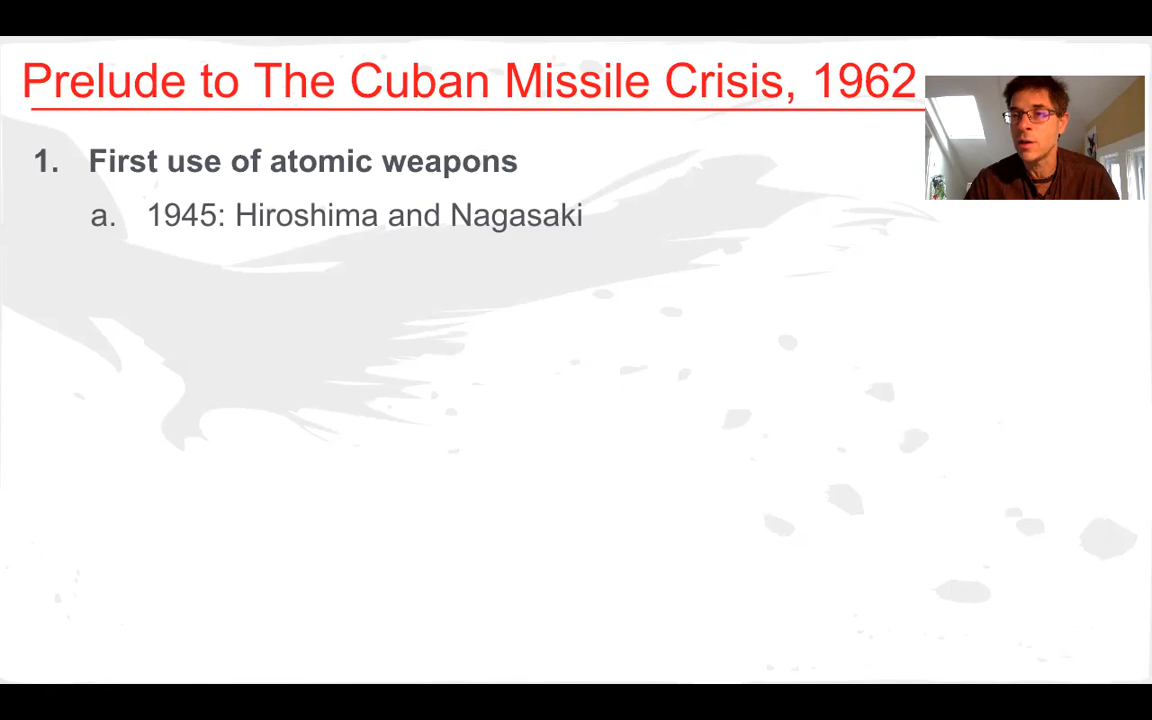 Prelude to The Cuban Missile Crisis, 1962
1. First use of atomic weapons
a. 1945: Hiroshima and Nagasaki